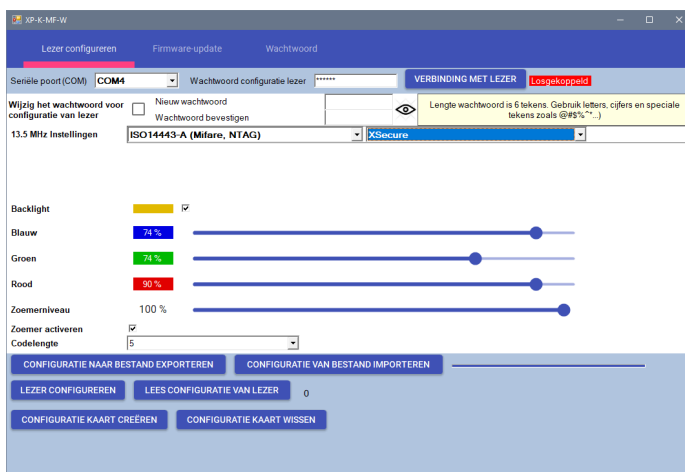 XP-K-MF-W
Lezer configureren Firmware-update Wachtwoord
Seriële poort (COM) COM4 Wachtwoord configuratie lezer ****** VERBINDING MET LEZER Losgekoppeld
Wijzig het wachtwoord voor
configuratie van lezer
Nieuw wachtwoord
Wachtwoord bevestigen
Lengte wachtwoord is 6 tekens. Gebruik letters, cijfers en speciale
tekens zoals @#$%^*...)
13.5 MHz Instellingen ISO14443-A (Mifare, NTAG) XSecure
Backlight
Blauw 74 %
Groen 74 %
Rood 90 %
Zoemerniveau 100 %
Zoemer activeren
Codelengte 5
CONFIGURATIE NAAR BESTAND EXPORTEREN CONFIGURATIE VAN BESTAND IMPORTEREN
LEZER CONFIGUREREN LEES CONFIGURATIE VAN LEZER 0
CONFIGURATIE KAART CREËREN CONFIGURATIE KAART WISSEN